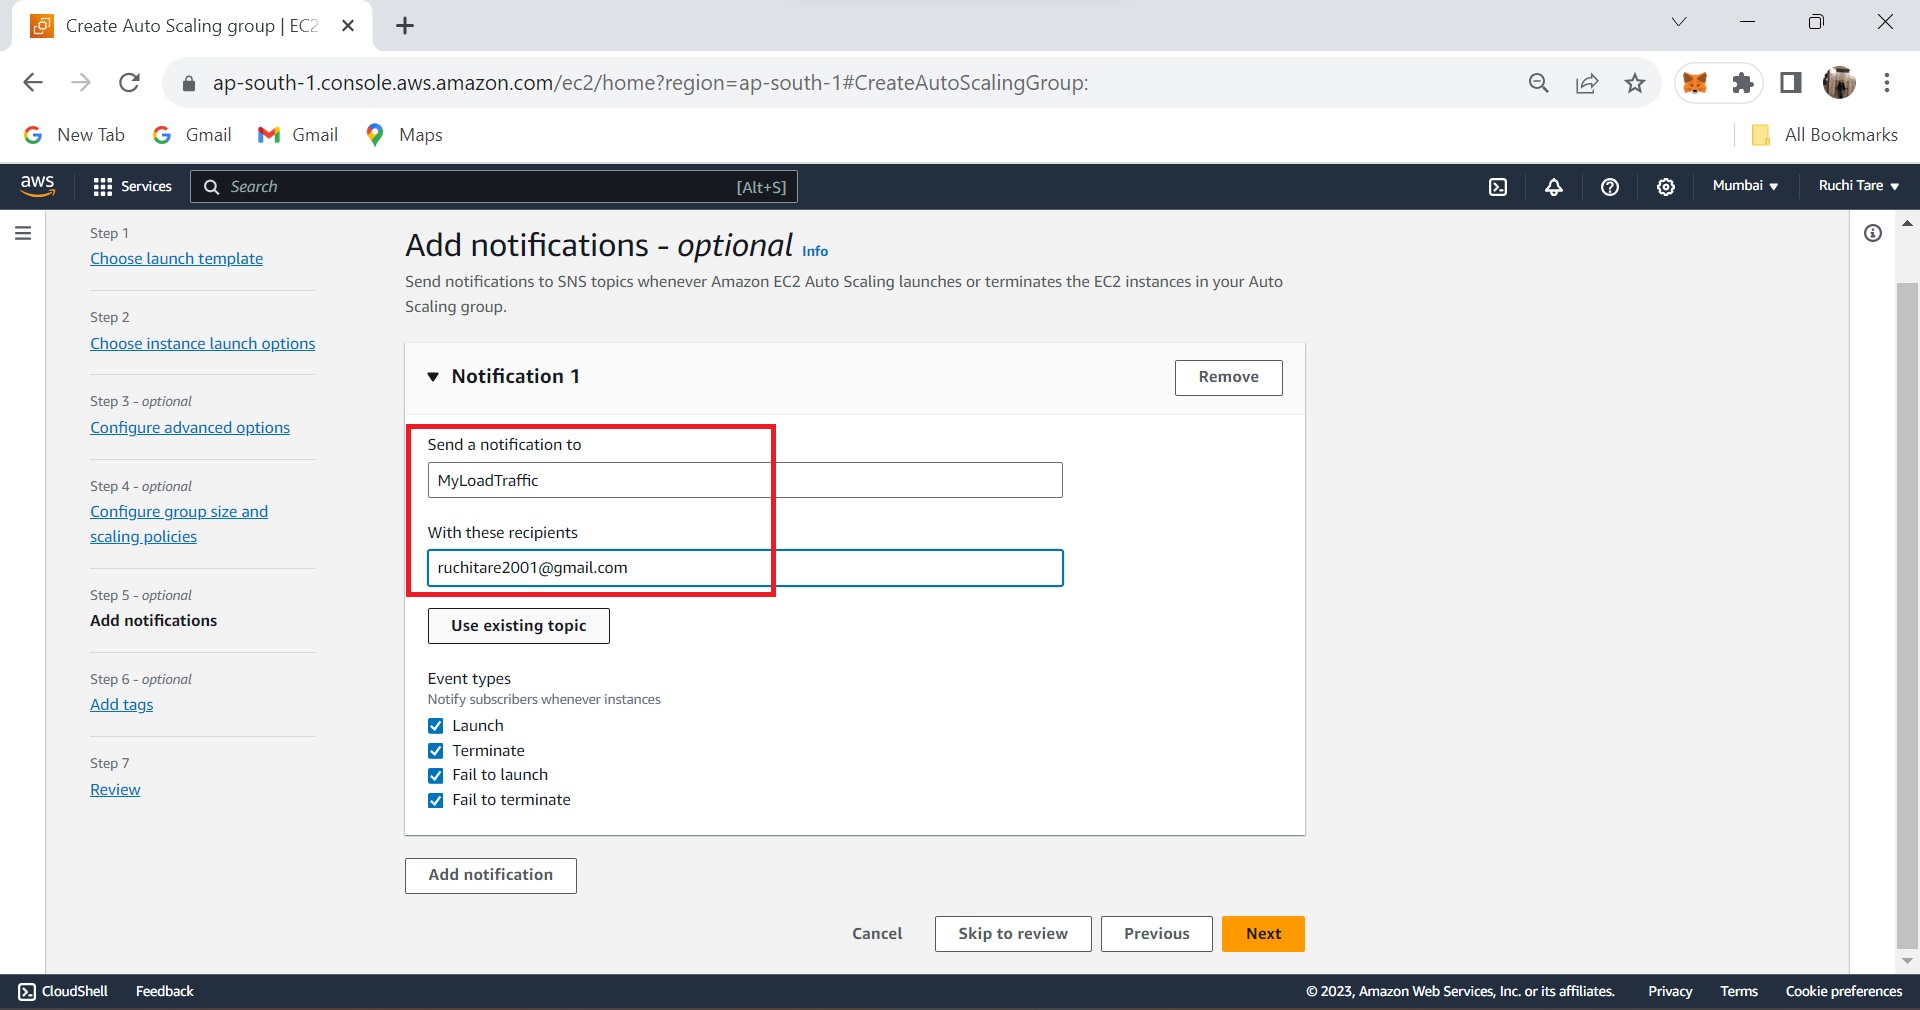 Create Auto Scaling group | EC2
ap-south-1.console.aws.amazon.com/ec2/home?region=ap-south-1#CreateAutoScalingGroup:
New Tab
Gmail
Gmail
Maps
All Bookmarks
aws
Services
Search
[Alt+S]
Mumbai
Ruchi Tare
Step 1
Choose launch template
Step 2
Choose instance launch options
Step 3 - optional
Configure advanced options
Step 4 - optional
Configure group size and
scaling policies
Step 5 - optional
Add notifications
Step 6 - optional
Add tags
Step 7
Review
Add notifications - optional Info
Send notifications to SNS topics whenever Amazon EC2 Auto Scaling launches or terminates the EC2 instances in your Auto
Scaling group.
Notification 1
Remove
Send a notification to
MyLoadTraffic
With these recipients
ruchitare2001@gmail.com
Use existing topic
Event types
Notify subscribers whenever instances
Launch
Terminate
Fail to launch
Fail to terminate
Add notification
Cancel
Skip to review
Previous
Next
CloudShell
Feedback
© 2023, Amazon Web Services, Inc. or its affiliates.
Privacy
Terms
Cookie preferences